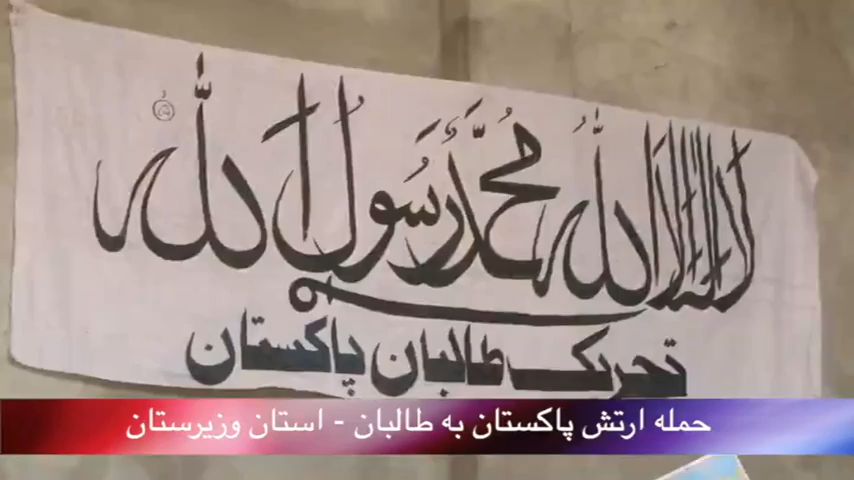 لا اله الا الله محمد رسول الله
تحریک طالبان پاکستان
حمله ارتش پاکستان به طالبان - استان وزیرستان